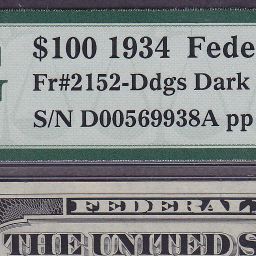 $100 1934 Fede
Fr#2152-Ddgs Dark
S/N D00569938A pp
FEDERAL
THE UNITED S